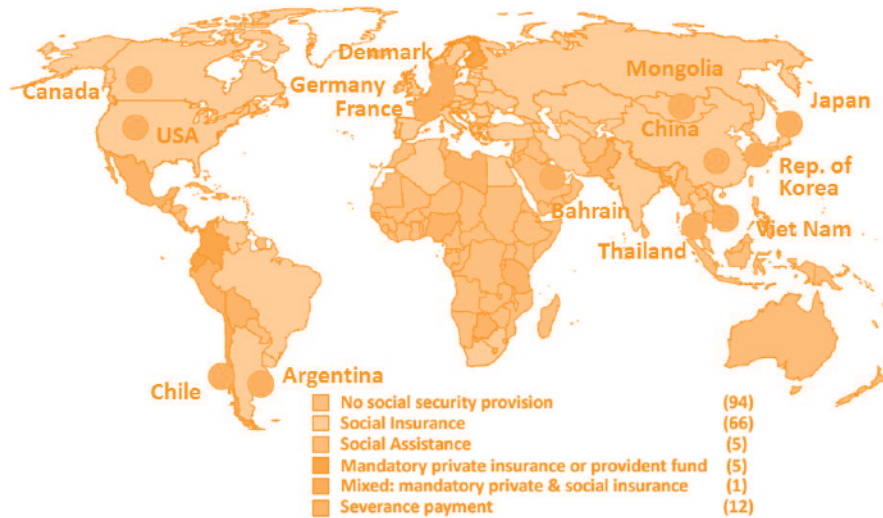 Denmark
Mongolia
Canada
Germany
Japan
France
USA
China
Rep. of
Korea
Bahrain
Viet Nam
Thailand
Chile
Argentina
No social security provision (94)
Social Insurance (66)
Social Assistance (5)
Mandatory private insurance or provident fund (5)
Mixed: mandatory private & social insurance (1)
Severance payment (12)